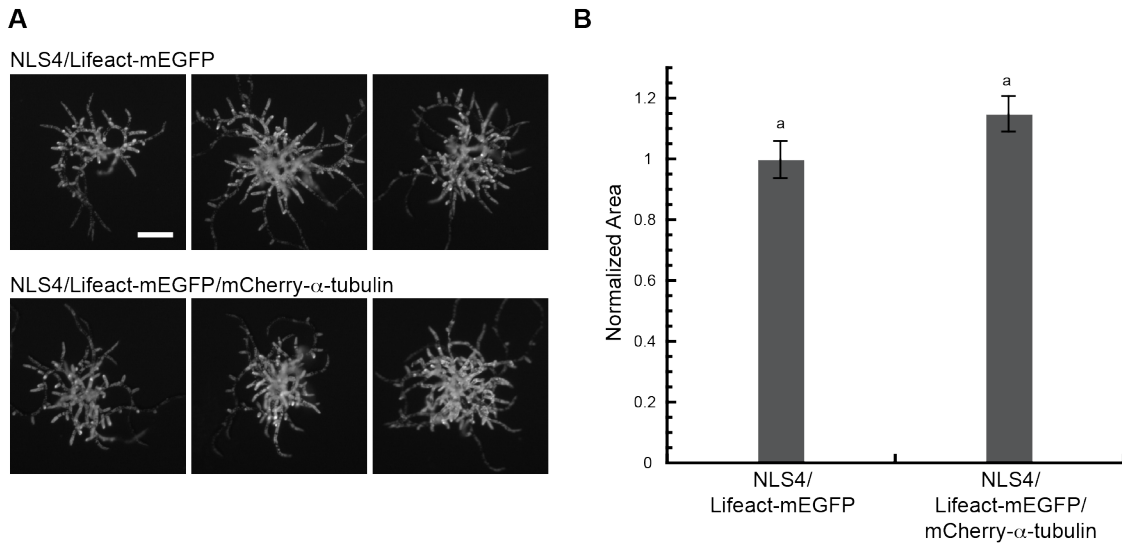 A
NLS4/Lifeact-mEGFP
NLS4/Lifeact-mEGFP/mCherry-α-tubulin
B
Normalized Area
1.2
1
0.8
0.6
0.4
0.2
0
a
a
NLS4/
Lifeact-mEGFP
NLS4/
Lifeact-mEGFP/
mCherry-α-tubulin